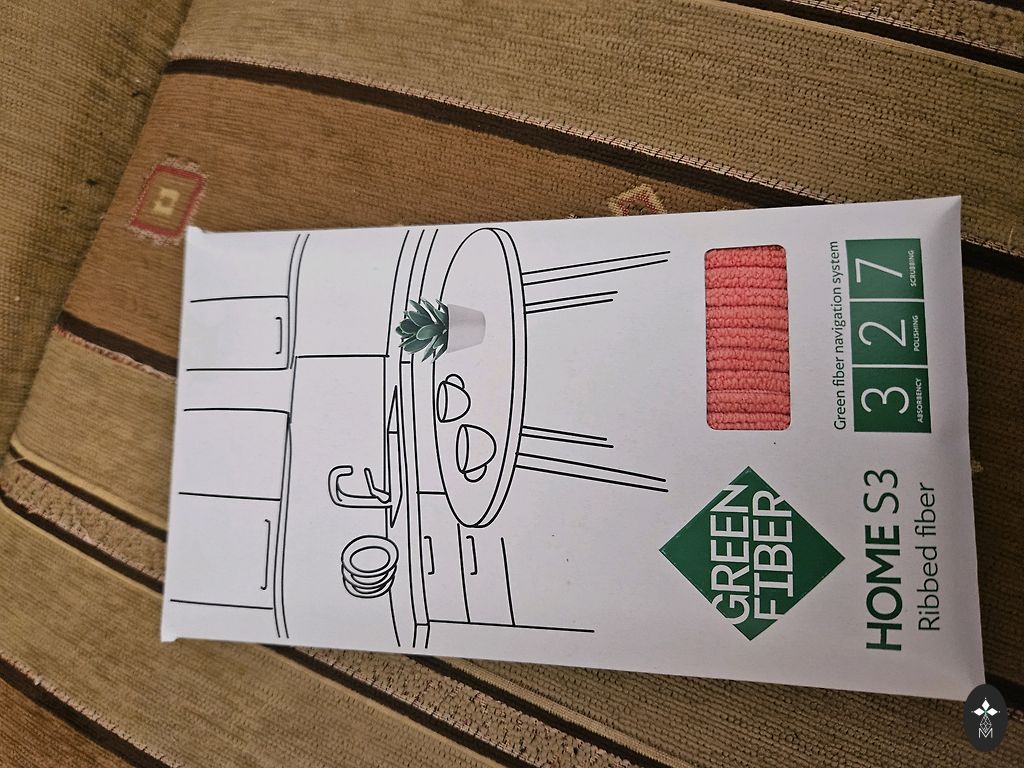 GREEN
FIBER
HOME S3
Ribbed fiber
Green fiber navigation system
3 2 7
ABSORBENCY POLISHING SCRUBBING
M